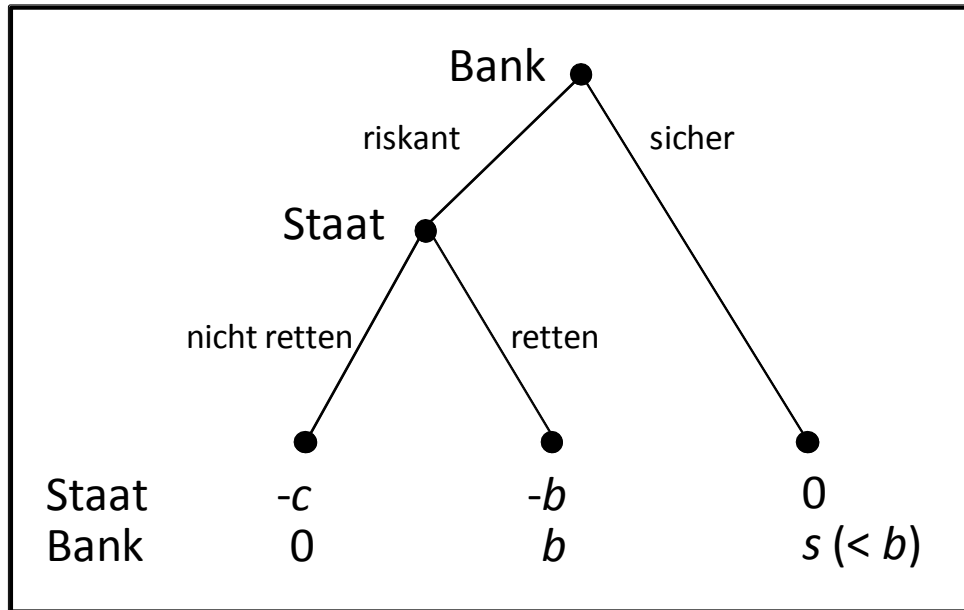 Bank
riskant sicher
Staat
nicht retten retten
Staat -c -b 0
Bank 0 b s (< b)